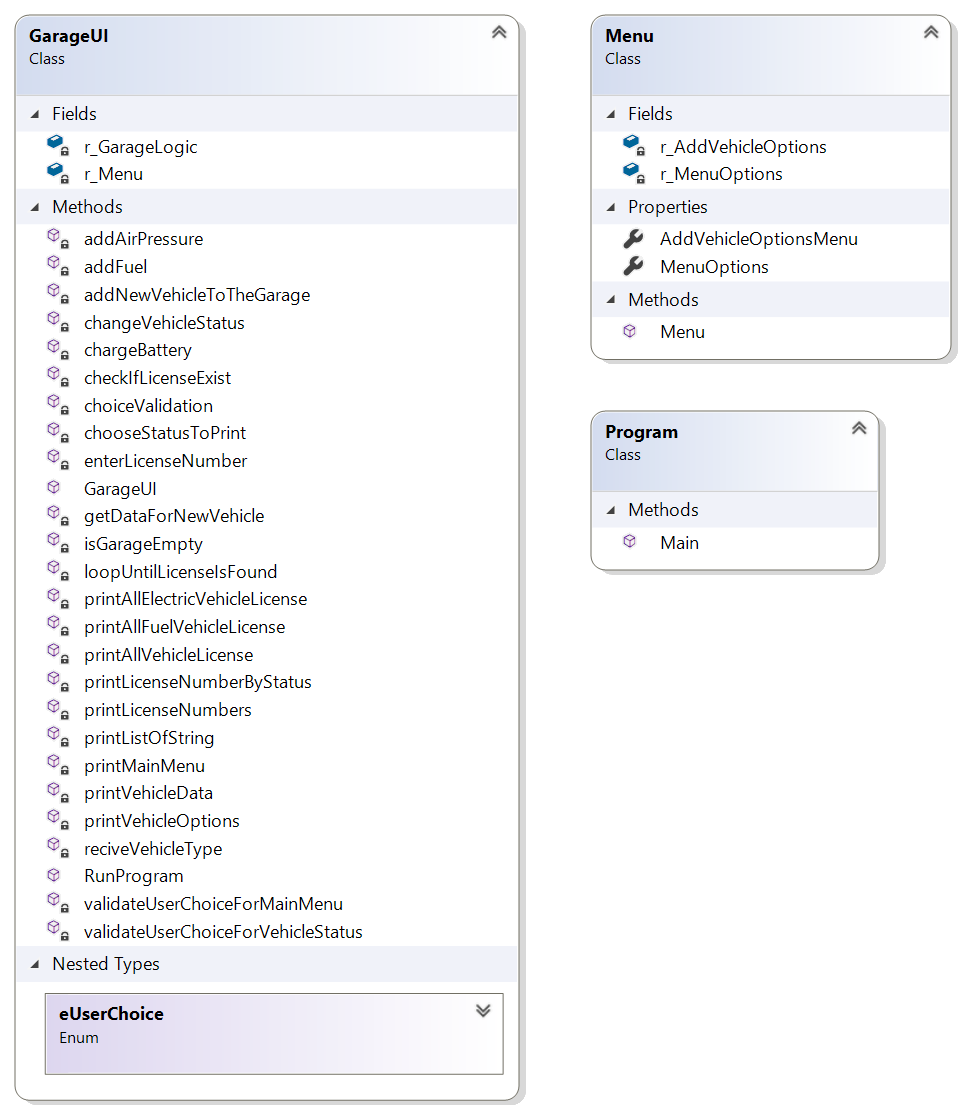 GarageUI
Class
Fields
r_GarageLogic
r_Menu
Methods
addAirPressure
addFuel
addNewVehicleToTheGarage
changeVehicleStatus
chargeBattery
checkIfLicenseExist
choiceValidation
chooseStatusToPrint
enterLicenseNumber
GarageUI
getDataForNewVehicle
isGarageEmpty
loopUntilLicenseIsFound
printAllElectricVehicleLicense
printAllFuelVehicleLicense
printAllVehicleLicense
printLicenseNumberByStatus
printLicenseNumbers
printListOfString
printMainMenu
printVehicleData
printVehicleOptions
reciveVehicleType
RunProgram
validateUserChoiceForMainMenu
validateUserChoiceForVehicleStatus
Nested Types
eUserChoice
Enum
Menu
Class
Fields
r_AddVehicleOptions
r_MenuOptions
Properties
AddVehicleOptionsMenu
MenuOptions
Methods
Menu
Program
Class
Methods
Main